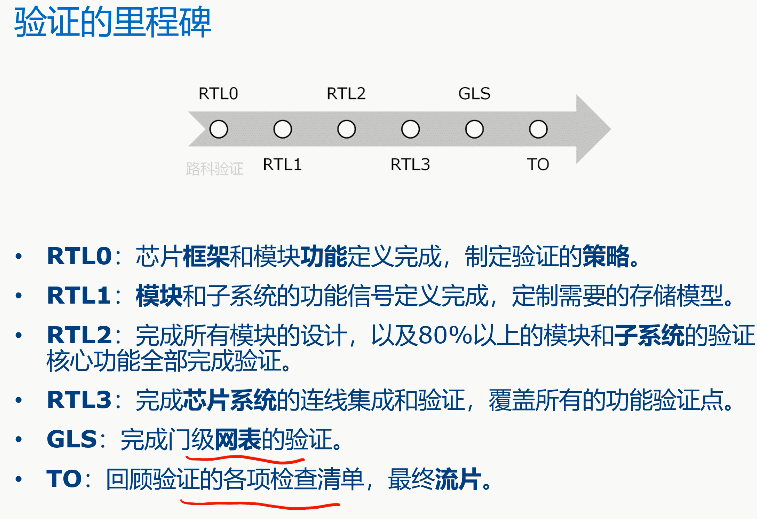 验证的里程碑
RTL0 RTL2 GLS
路科验证 RTL1 RTL3 TO
• RTL0：芯片框架和模块功能定义完成，制定验证的策略。
• RTL1：模块和子系统的功能信号定义完成，定制需要的存储模型。
• RTL2：完成所有模块的设计，以及80%以上的模块和子系统的验证
核心功能全部完成验证。
• RTL3：完成芯片系统的连线集成和验证，覆盖所有的功能验证点。
• GLS：完成门级网表的验证。
• TO：回顾验证的各项检查清单，最终流片。